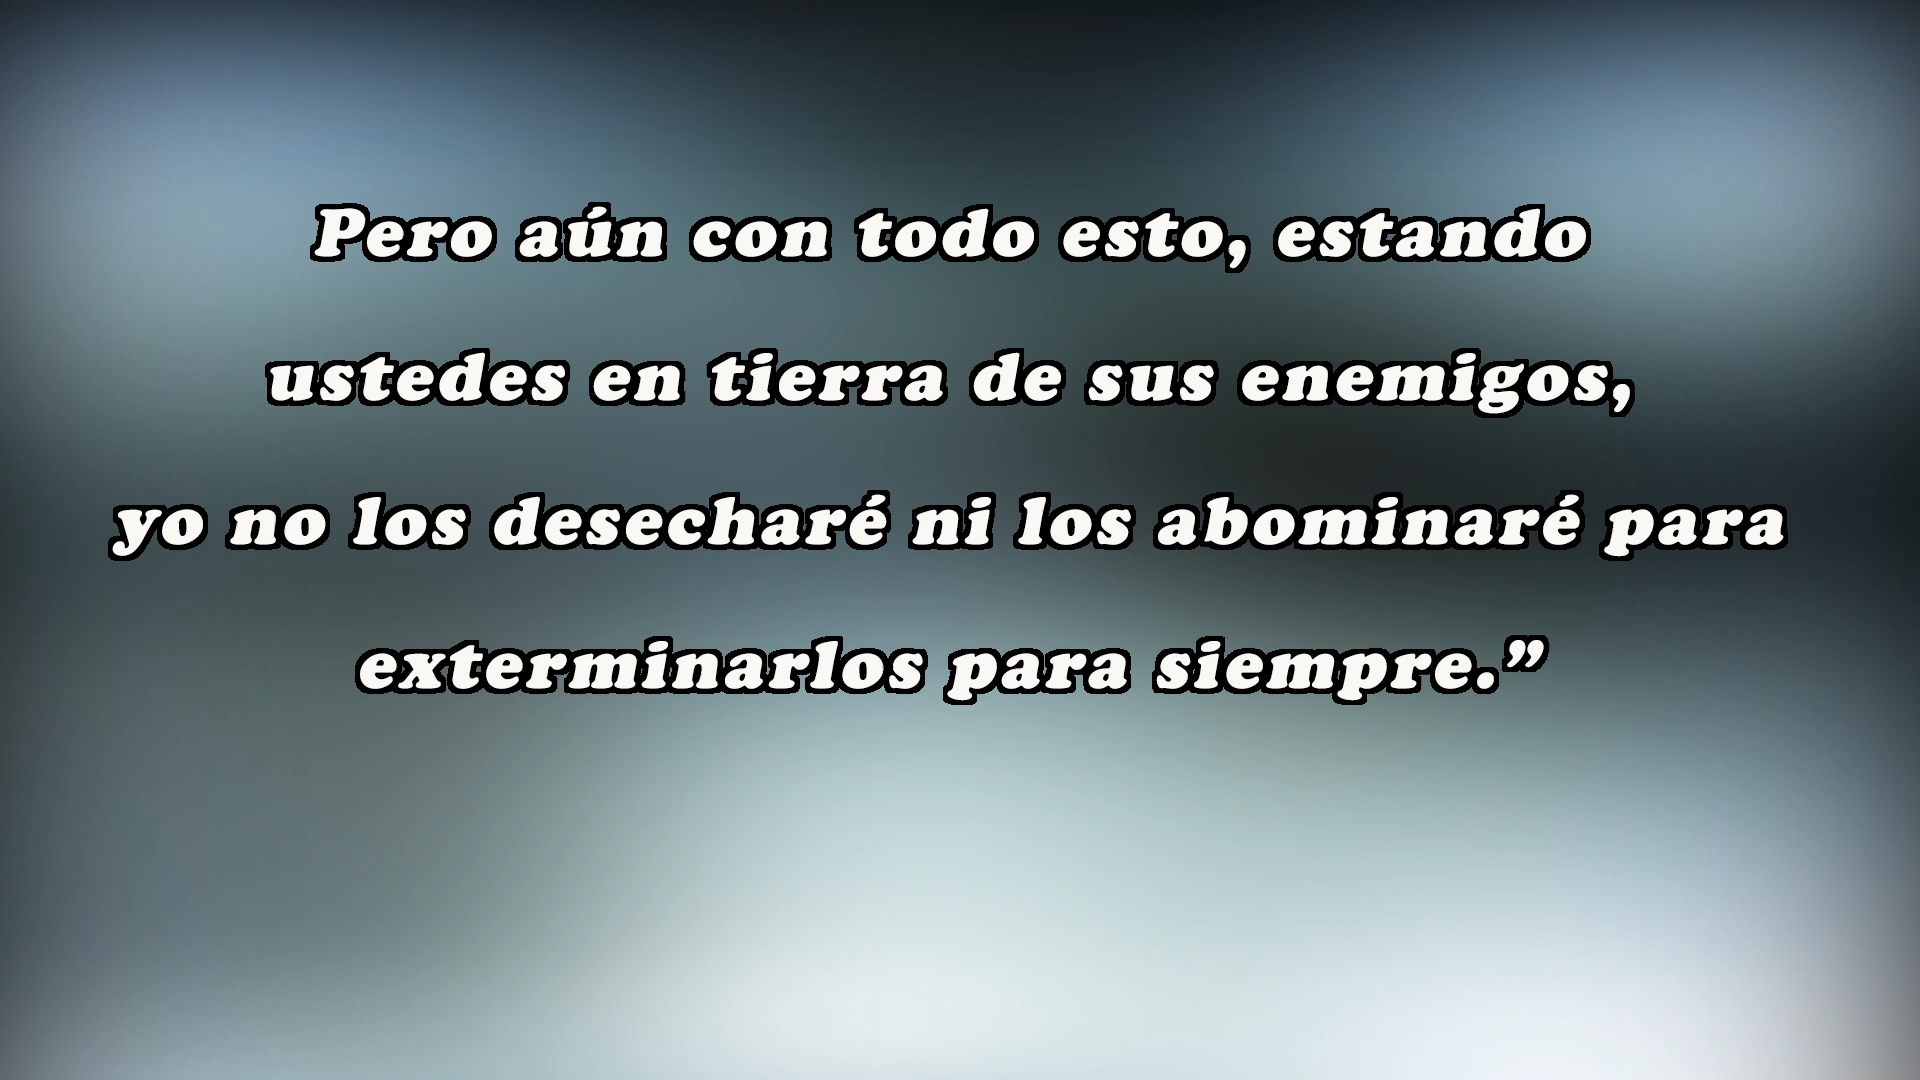 Pero aún con todo esto, estando
ustedes en tierra de sus enemigos,
yo no los desecharé ni los abominaré para
exterminarlos para siempre.”